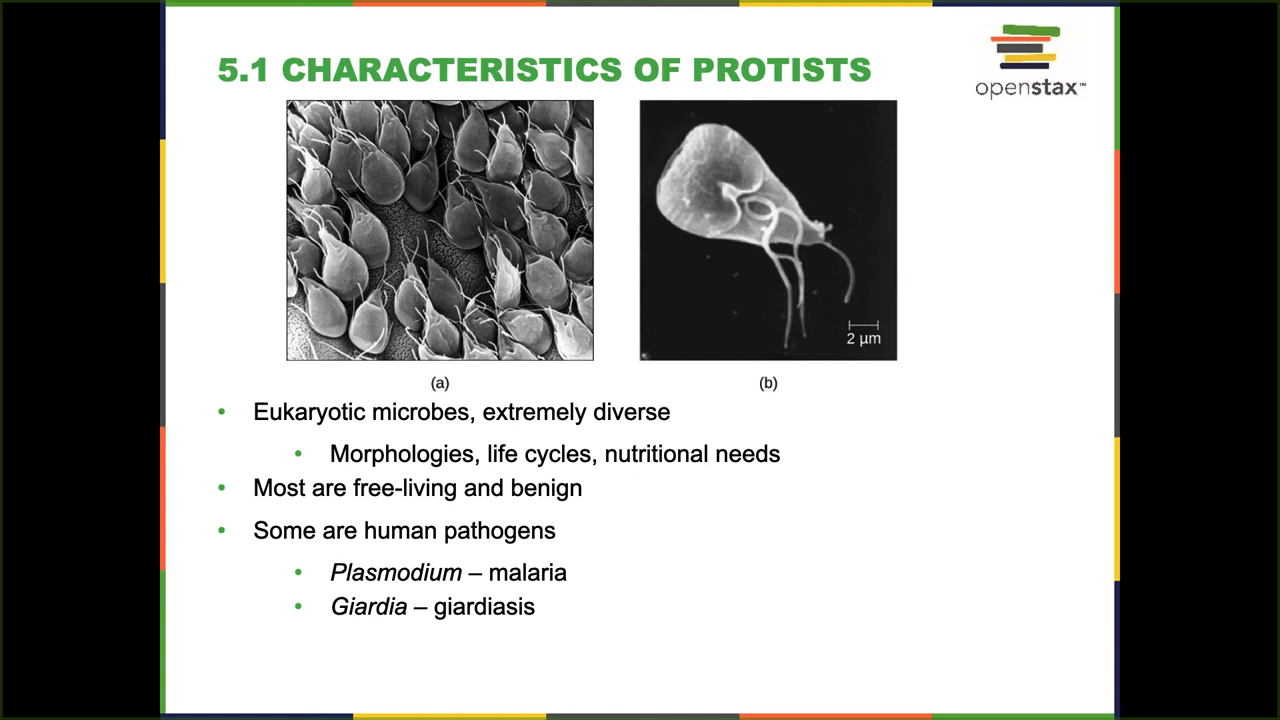 5.1 CHARACTERISTICS OF PROTISTS
openstax™
2 µm
(a)
(b)
• Eukaryotic microbes, extremely diverse
• Morphologies, life cycles, nutritional needs
• Most are free-living and benign
• Some are human pathogens
• Plasmodium – malaria
• Giardia – giardiasis